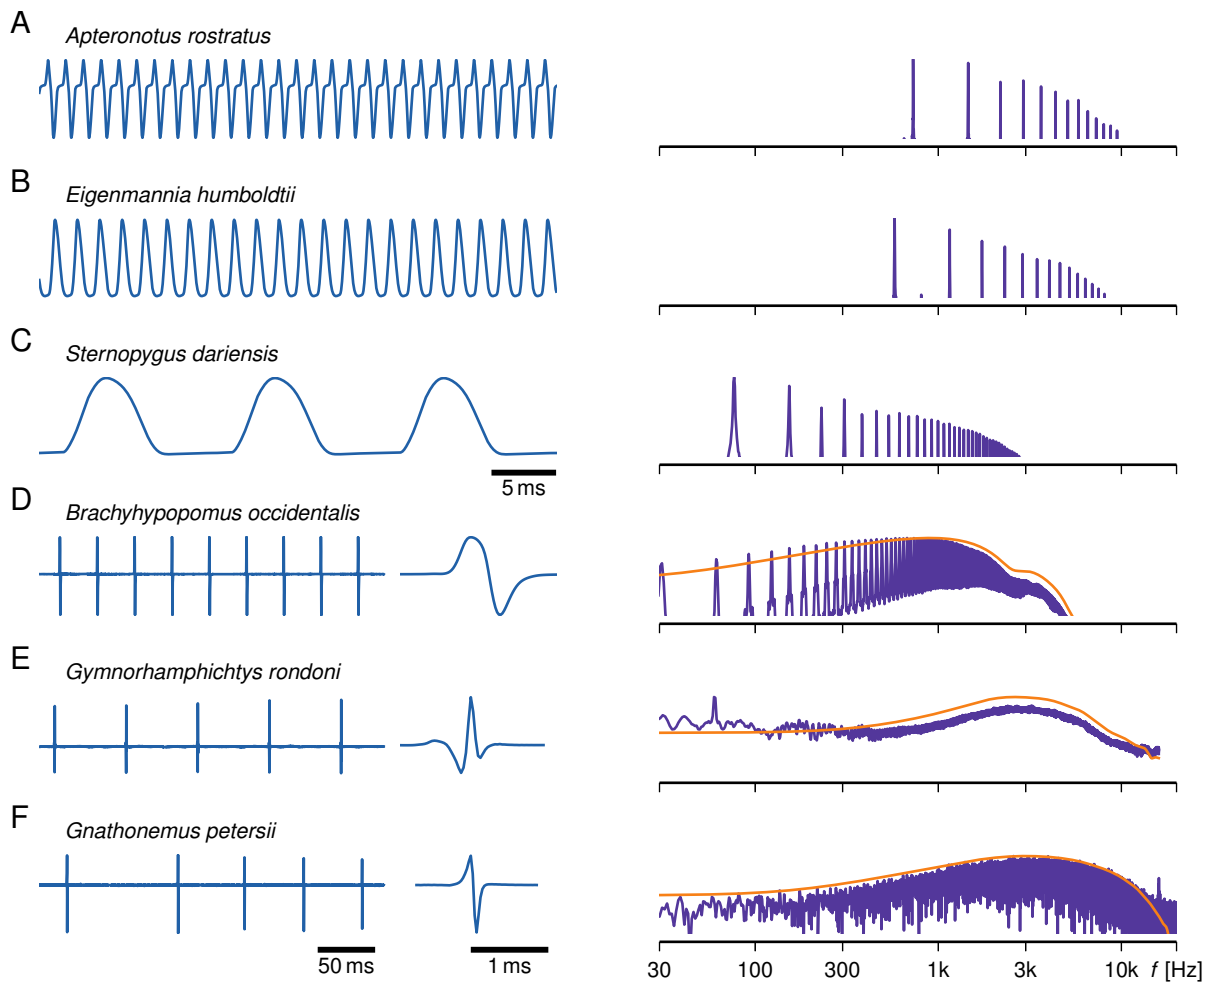 A
Apteronotus rostratus
B
Eigenmannia humboldtii
C
Sternopygus dariensis
5 ms
D
Brachyhypopomus occidentalis
E
Gymnorhamphichtys rondoni
F
Gnathonemus petersii
50 ms
1 ms
30 100 300 1k 3k 10k f [Hz]